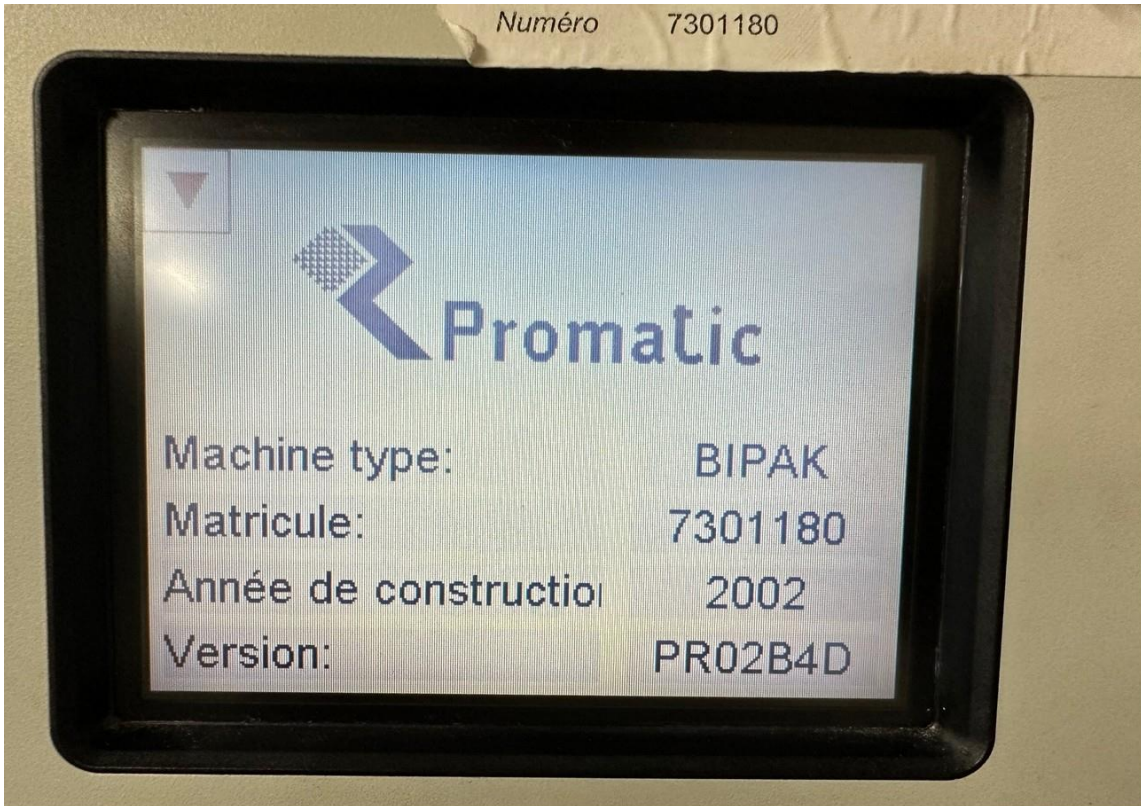 Numéro 7301180
Promatic
Machine type: BIPAK
Matricule: 7301180
Année de constructio
2002
Version: PR02B4D